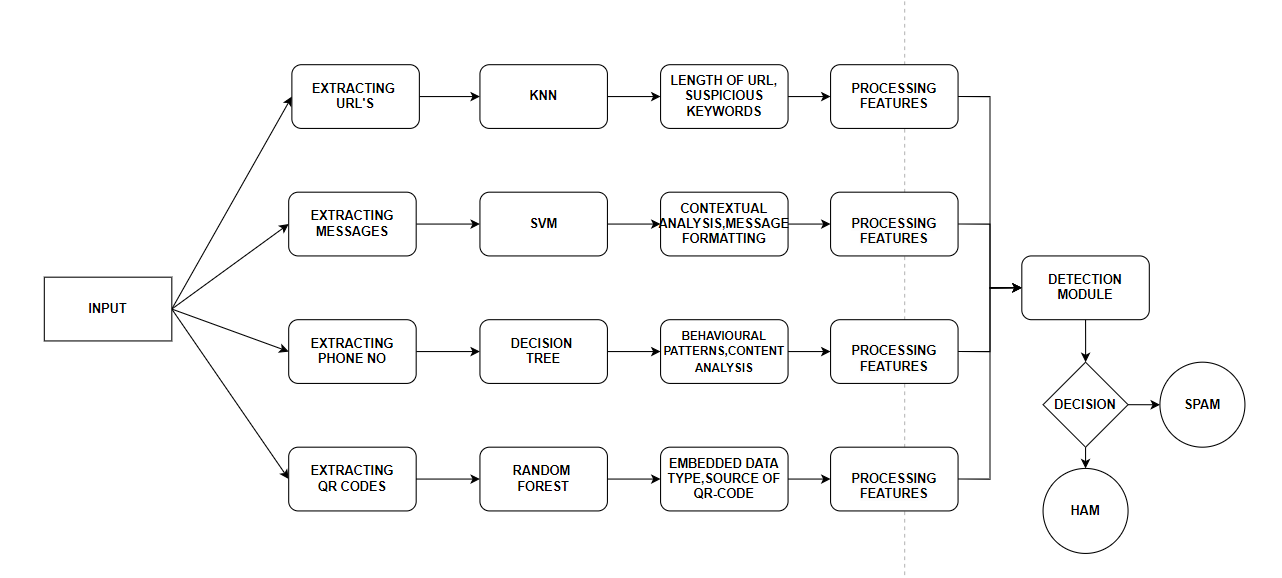 EXTRACTING
URL'S
KNN
LENGTH OF URL,
SUSPICIOUS
KEYWORDS
PROCESSING
FEATURES
EXTRACTING
MESSAGES
SVM
CONTEXTUAL
ANALYSIS,MESSAGE
FORMATTING
PROCESSING
FEATURES
INPUT
DETECTION
MODULE
EXTRACTING
PHONE NO
DECISION
TREE
BEHAVIOURAL
PATTERNS,CONTENT
ANALYSIS
PROCESSING
FEATURES
DECISION
SPAM
EXTRACTING
QR CODES
RANDOM
FOREST
EMBEDDED DATA
TYPE,SOURCE OF
QR-CODE
PROCESSING
FEATURES
HAM